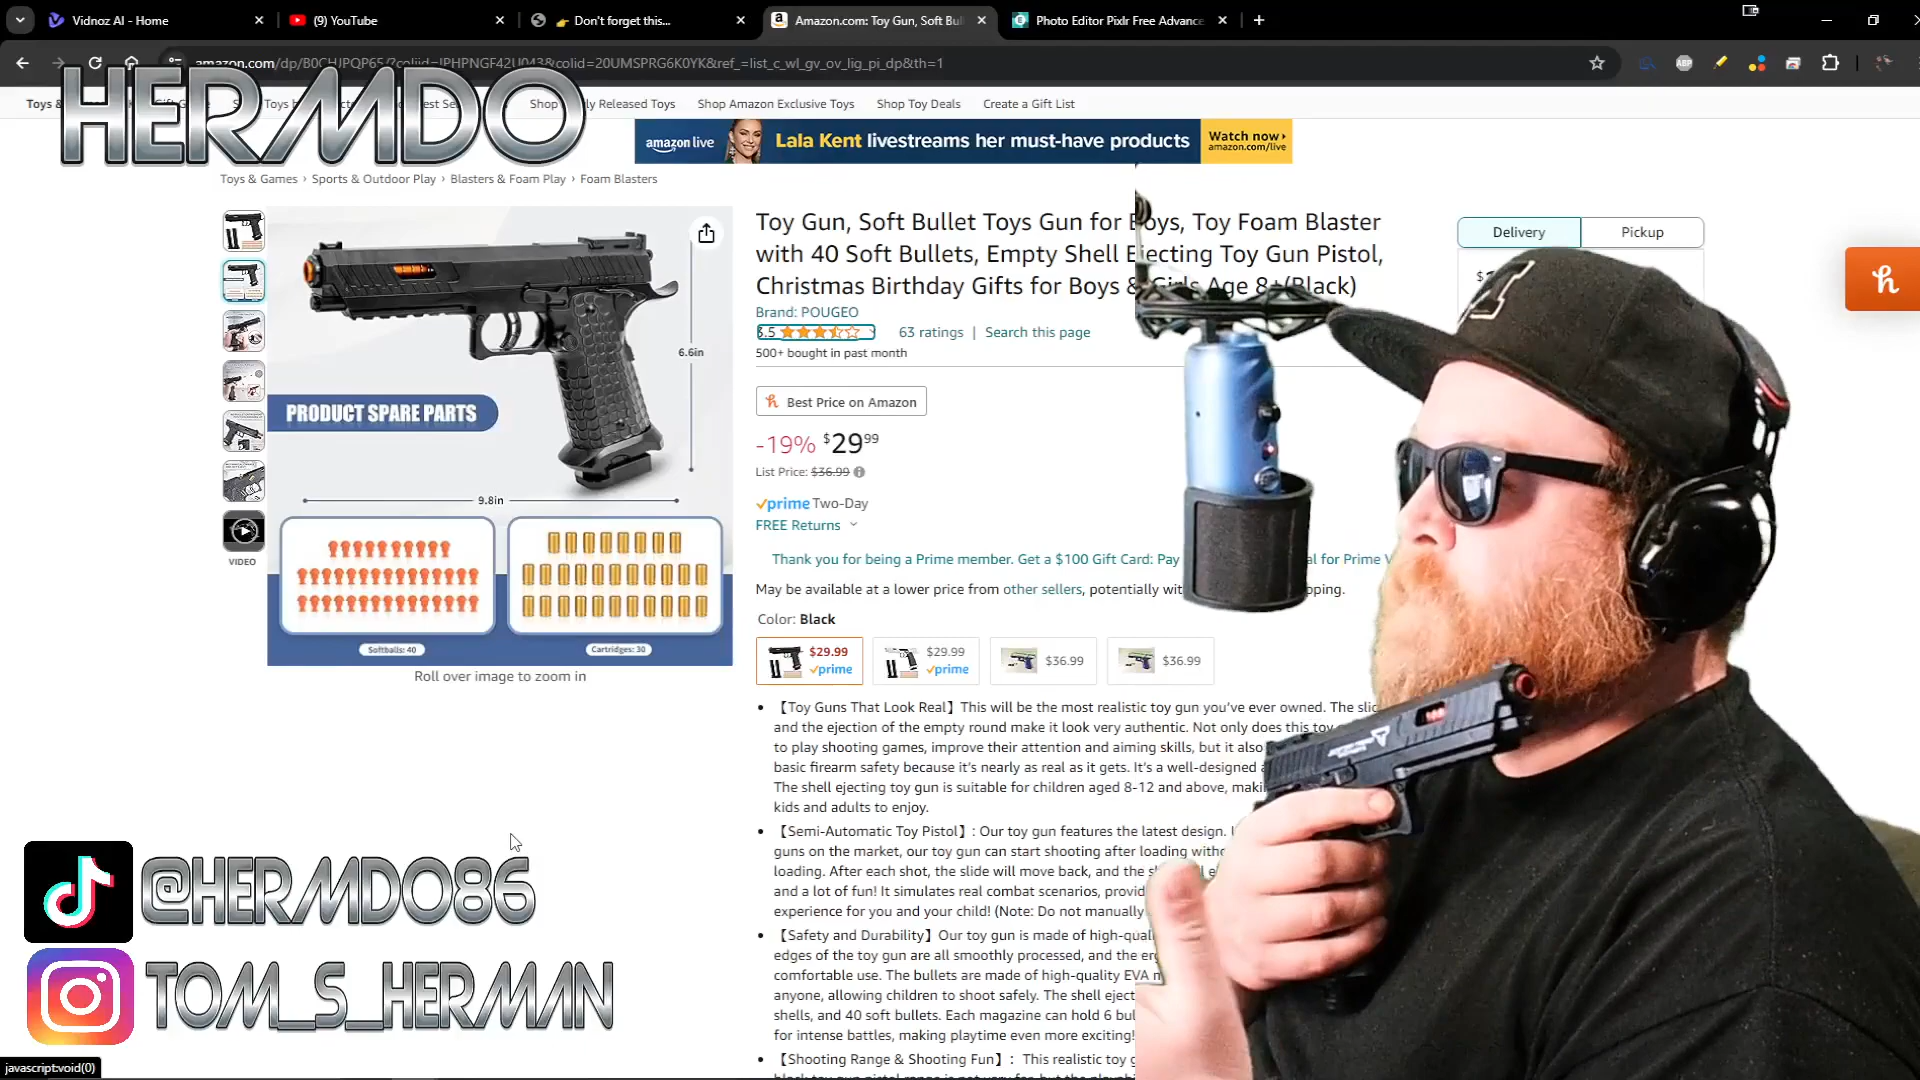 Vidnoz AI - Home
(9) YouTube
Don't forget this...
Amazon.com: Toy Gun, Soft Bul
Photo Editor Pixlr Free Advance
HERMDO
Shop Amazon Exclusive Toys
Shop Toy Deals
Create a Gift List
amazon live
Lala Kent livestreams her must-have products
Watch now
amazon.com/live
Toys & Games › Sports & Outdoor Play › Blasters & Foam Play › Foam Blasters
Toy Gun, Soft Bullet Toys Gun for Boys, Toy Foam Blaster
with 40 Soft Bullets, Empty Shell Ejecting Toy Gun Pistol,
Christmas Birthday Gifts for Boys & Girls Age 8+(Black)
Brand: POUGEO
3.5
63 ratings | Search this page
500+ bought in past month
Best Price on Amazon
-19% $29 99
List Price: $36.99
prime Two-Day
FREE Returns
Thank you for being a Prime member. Get a $100 Gift Card: Pay
al for Prime V
May be available at a lower price from other sellers, potentially
Color: Black
$29.99
prime
$29.99
prime
$36.99
$36.99
【Toy Guns That Look Real】This will be the most realistic toy gun you've ever owned. The
and the ejection of the empty round make it look very authentic. Not only does this toy
to play shooting games, improve their attention and aiming skills, but it also
basic firearm safety because it's nearly as real as it gets. It's a well-designed
The shell ejecting toy gun is suitable for children aged 8-12 and above,
kids and adults to enjoy.
【Semi-Automatic Toy Pistol】: Our toy gun features the latest design.
guns on the market, our toy gun can start shooting after loading
loading. After each shot, the slide will move back, and the
and a lot of fun! It simulates real combat scenarios,
experience for you and your child! (Note: Do not manually
【Safety and Durability】Our toy gun is made of
edges of the toy gun are all smoothly processed, and the
comfortable use. The bullets are made of high-quality EVA
anyone, allowing children to shoot safely. The shell
shells, and 40 soft bullets. Each magazine can hold 6
for intense battles, making playtime even more exciting!
【Shooting Range & Shooting Fun】: This realistic toy
Delivery
Pickup
PRODUCT SPARE PARTS
6.6in
9.8in
Softballs: 40
Cartridges: 30
VIDEO
Roll over image to zoom in
@HERMDO86
TOM_S_HERMAN
javascript:void(0)